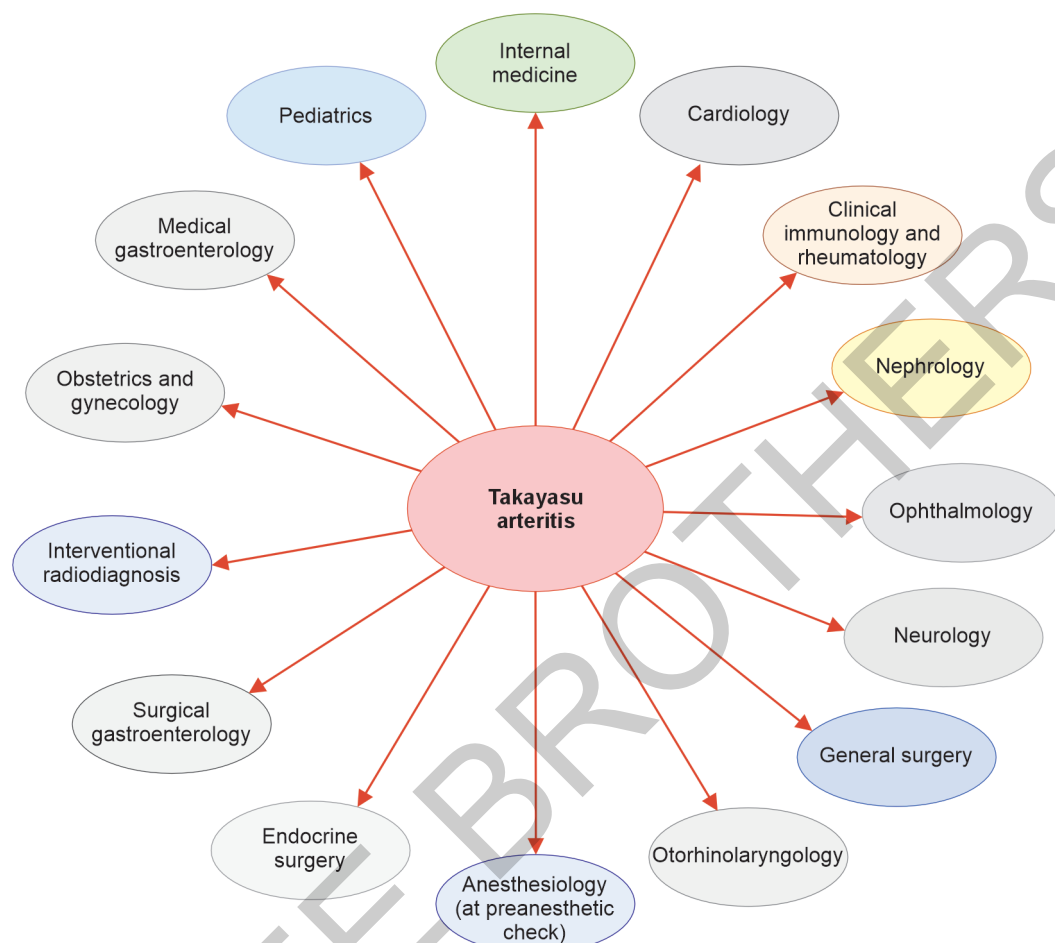 Internal
medicine
Cardiology
Pediatrics
Clinical
immunology and
rheumatology
Medical
gastroenterology
Nephrology
Obstetrics and
gynecology
Takayasu
arteritis
Ophthalmology
Interventional
radiodiagnosis
Neurology
Surgical
gastroenterology
General surgery
Endocrine
surgery
Otorhinolaryngology
Anesthesiology
(at preanesthetic
check)
E BROTHERS